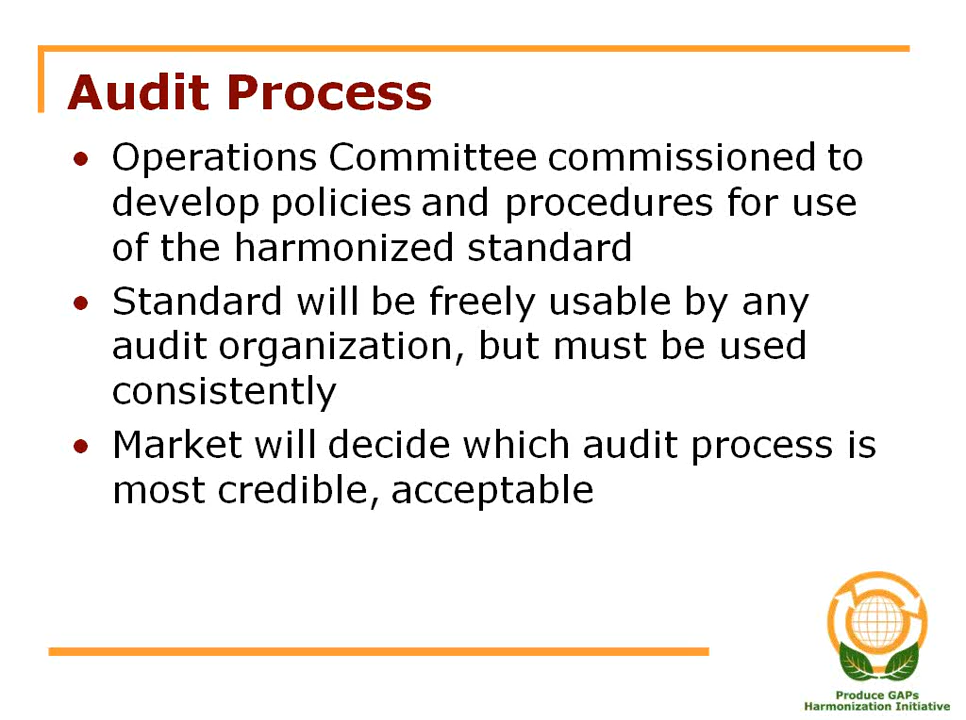 Audit Process
• Operations Committee commissioned to
develop policies and procedures for use
of the harmonized standard
• Standard will be freely usable by any
audit organization, but must be used
consistently
• Market will decide which audit process is
most credible, acceptable
Produce GAPs
Harmonization Initiative